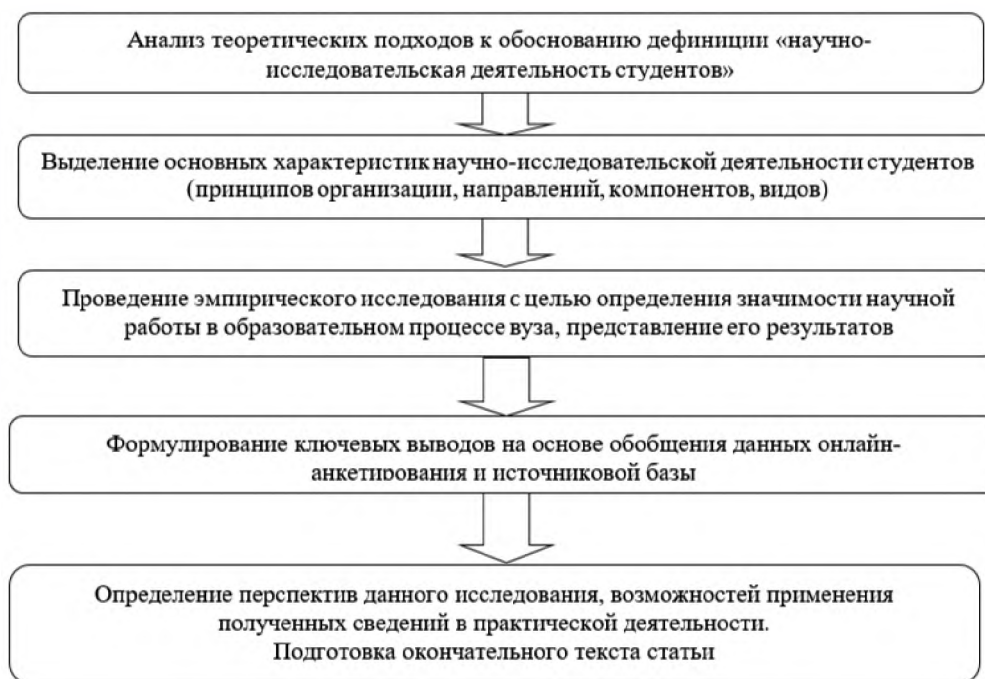 Анализ теоретических подходов к обоснованию дефиниции «научно-
исследовательская деятельность студентов»
Выделение основных характеристик научно-исследовательской деятельности студентов
(принципов организации, направлений, компонентов, видов)
Проведение эмпирического исследования с целью определения значимости научной
работы в образовательном процессе вуза, представление его результатов
Формулирование ключевых выводов на основе обобщения данных онлайн-
анкетирования и источниковой базы
Определение перспектив данного исследования, возможностей применения
полученных сведений в практической деятельности.
Подготовка окончательного текста статьи